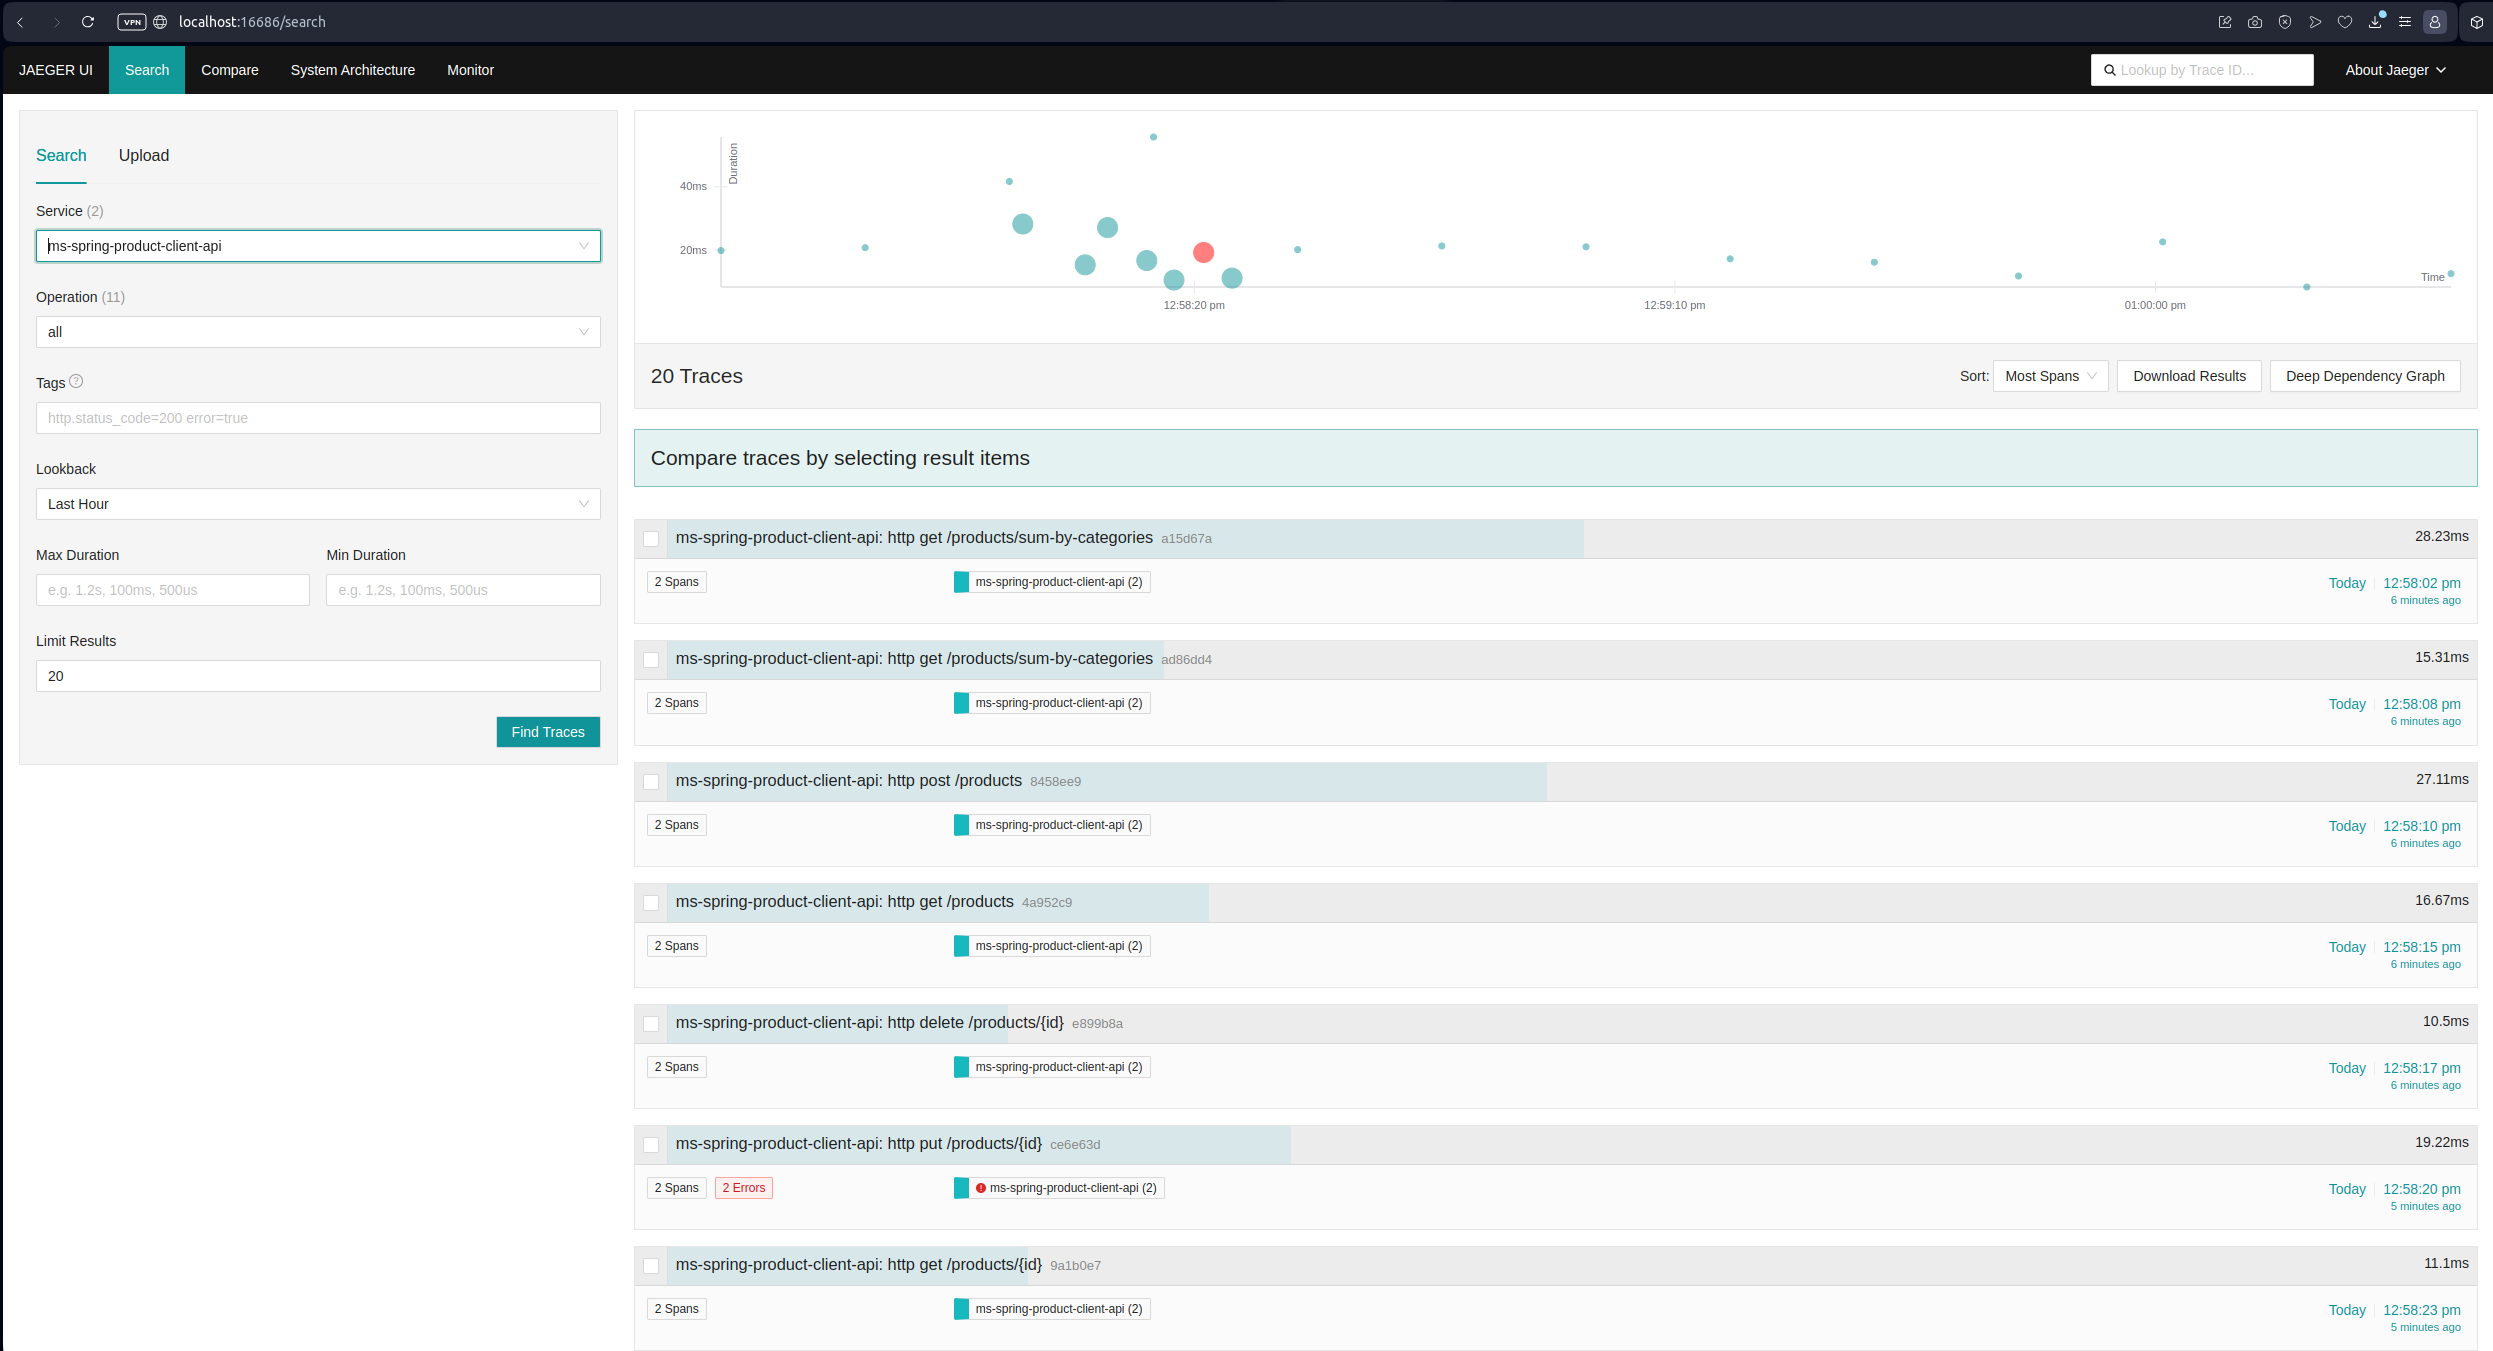 VPN localhost:16686/search
JAEGER UI Search Compare System Architecture Monitor Lookup by Trace ID... About Jaeger
Search Upload
Service (2)
ms-spring-product-client-api
Operation (11)
all
Tags ?
http.status_code=200 error=true
Lookback
Last Hour
Max Duration Min Duration
e.g. 1.2s, 100ms, 500us e.g. 1.2s, 100ms, 500us
Limit Results
20
Find Traces
Duration
40ms
20ms
Time
12:58:20 pm 12:59:10 pm 01:00:00 pm
20 Traces Sort: Most Spans Download Results Deep Dependency Graph
Compare traces by selecting result items
ms-spring-product-client-api: http get /products/sum-by-categories a15d67a 28.23ms
2 Spans ms-spring-product-client-api (2) Today 12:58:02 pm
6 minutes ago
ms-spring-product-client-api: http get /products/sum-by-categories ad86dd4 15.31ms
2 Spans ms-spring-product-client-api (2) Today 12:58:08 pm
6 minutes ago
ms-spring-product-client-api: http post /products 8458ee9 27.11ms
2 Spans ms-spring-product-client-api (2) Today 12:58:10 pm
6 minutes ago
ms-spring-product-client-api: http get /products 4a952c9 16.67ms
2 Spans ms-spring-product-client-api (2) Today 12:58:15 pm
6 minutes ago
ms-spring-product-client-api: http delete /products/{id} e899b8a 10.5ms
2 Spans ms-spring-product-client-api (2) Today 12:58:17 pm
6 minutes ago
ms-spring-product-client-api: http put /products/{id} ce6e63d 19.22ms
2 Spans 2 Errors ms-spring-product-client-api (2) Today 12:58:20 pm
5 minutes ago
ms-spring-product-client-api: http get /products/{id} 9a1b0e7 11.1ms
2 Spans ms-spring-product-client-api (2) Today 12:58:23 pm
5 minutes ago